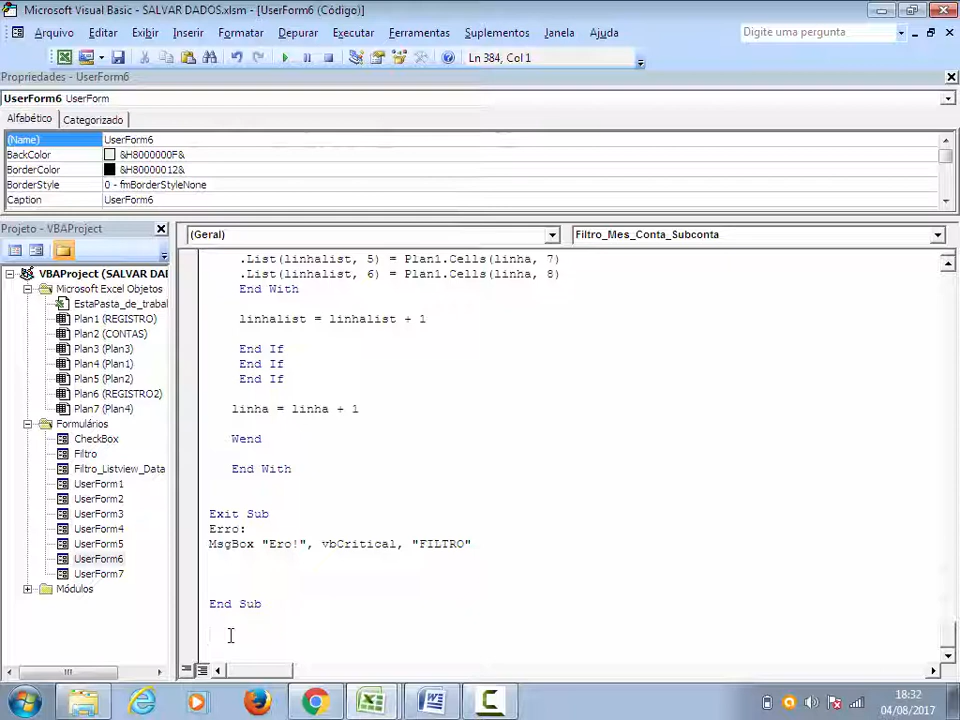 Microsoft Visual Basic - SALVAR DADOS.xlsm - [UserForm6 (Código)]
Arquivo Editar Exibir Inserir Formatar Depurar Executar Ferramentas Suplementos Janela Ajuda Digite uma pergunta
Ln 384, Col 1
Propriedades - UserForm6
UserForm6 UserForm
Alfabético Categorizado
(Name) UserForm6
BackColor &H8000000F&
BorderColor &H80000012&
BorderStyle 0 - fmBorderStyleNone
Caption UserForm6
Projeto - VBAProject
(Geral) Filtro_Mes_Conta_Subconta
VBAProject (SALVAR DAI
Microsoft Excel Objetos
EstaPasta_de_trabal
Plan1 (REGISTRO)
Plan2 (CONTAS)
Plan3 (Plan3)
Plan4 (Plan1)
Plan5 (Plan2)
Plan6 (REGISTRO2)
Plan7 (Plan4)
Formulários
CheckBox
Filtro
Filtro_Listview_Data
UserForm1
UserForm2
UserForm3
UserForm4
UserForm5
UserForm6
UserForm7
Módulos
.List(linhalist, 5) = Plan1.Cells(linha, 7)
.List(linhalist, 6) = Plan1.Cells(linha, 8)
End With
linhalist = linhalist + 1
End If
End If
End If
linha = linha + 1
Wend
End With
Exit Sub
Erro:
MsgBox "Ero!", vbCritical, "FILTRO"
End Sub
18:32
04/08/2017